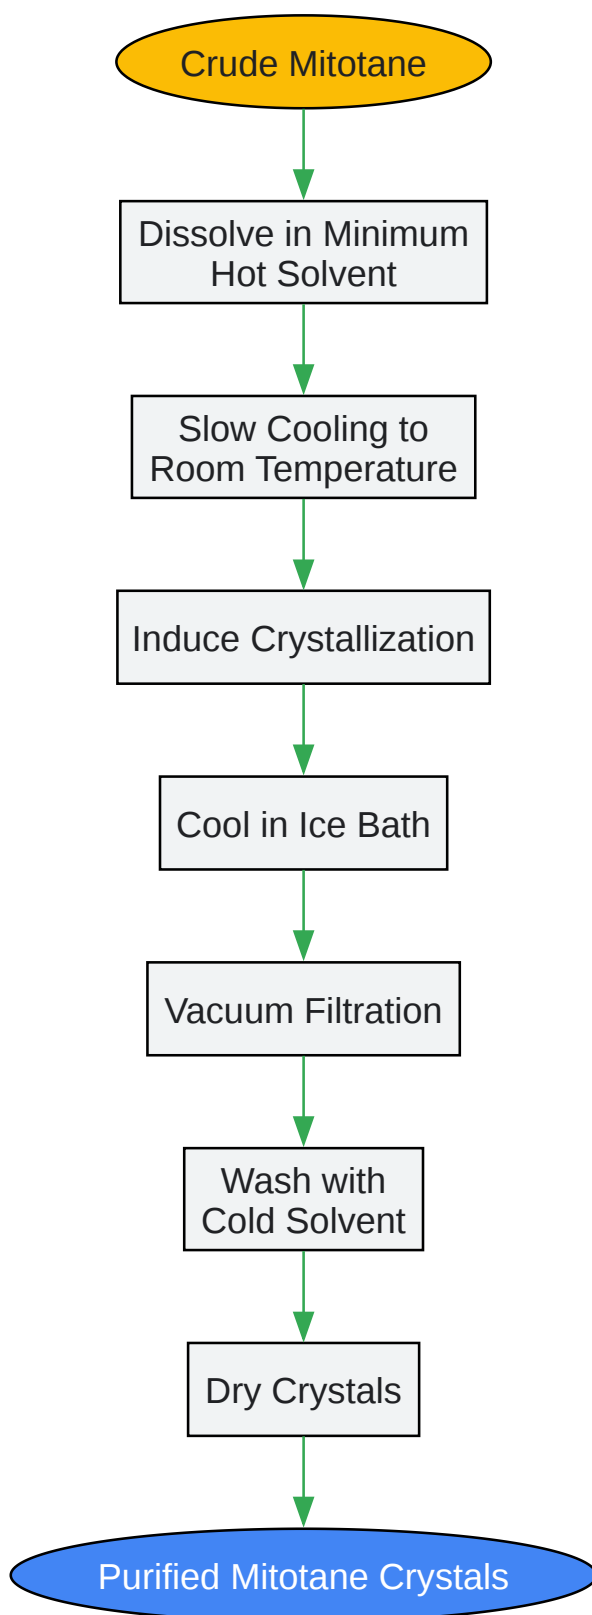 Crude Mitotane
Dissolve in Minimum
Hot Solvent
Slow Cooling to
Room Temperature
Induce Crystallization
Cool in Ice Bath
Vacuum Filtration
Wash with
Cold Solvent
Dry Crystals
Purified Mitotane Crystals